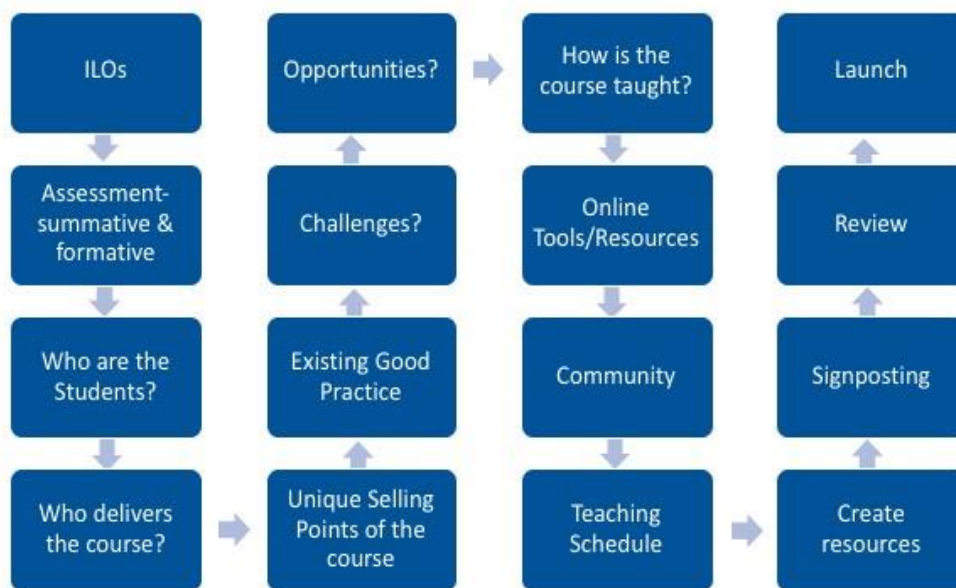 ILOs
Assessment-
summative &
formative
Who are the
Students?
Who delivers
the course?
Unique Selling
Points of the
course
Existing Good
Practice
Challenges?
Opportunities?
How is the
course taught?
Online
Tools/Resources
Community
Teaching
Schedule
Create
resources
Signposting
Review
Launch